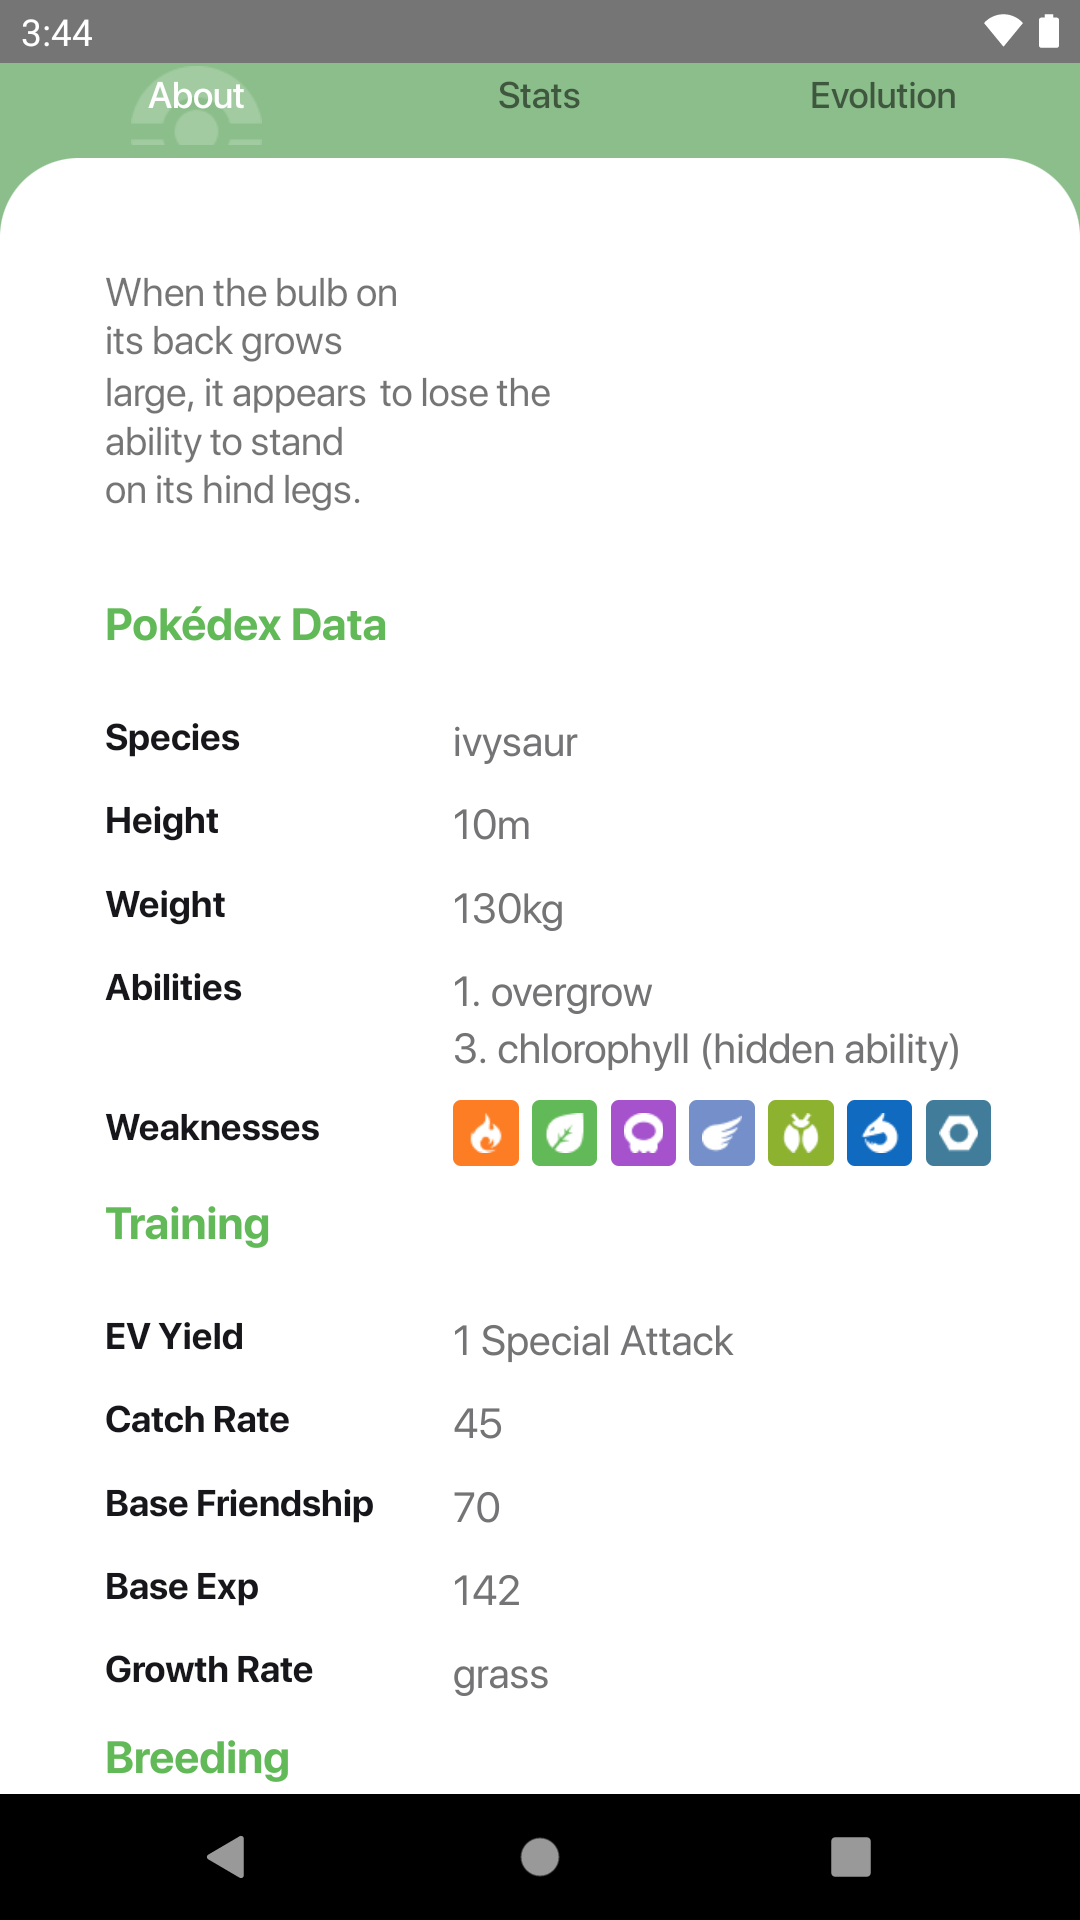 3:44
About Stats Evolution
When the bulb on
its back grows
large, it appears to lose the
ability to stand
on its hind legs.
Pokédex Data
Species ivysaur
Height 10m
Weight 130kg
Abilities 1. overgrow
3. chlorophyll (hidden ability)
Weaknesses
Training
EV Yield 1 Special Attack
Catch Rate 45
Base Friendship 70
Base Exp 142
Growth Rate grass
Breeding